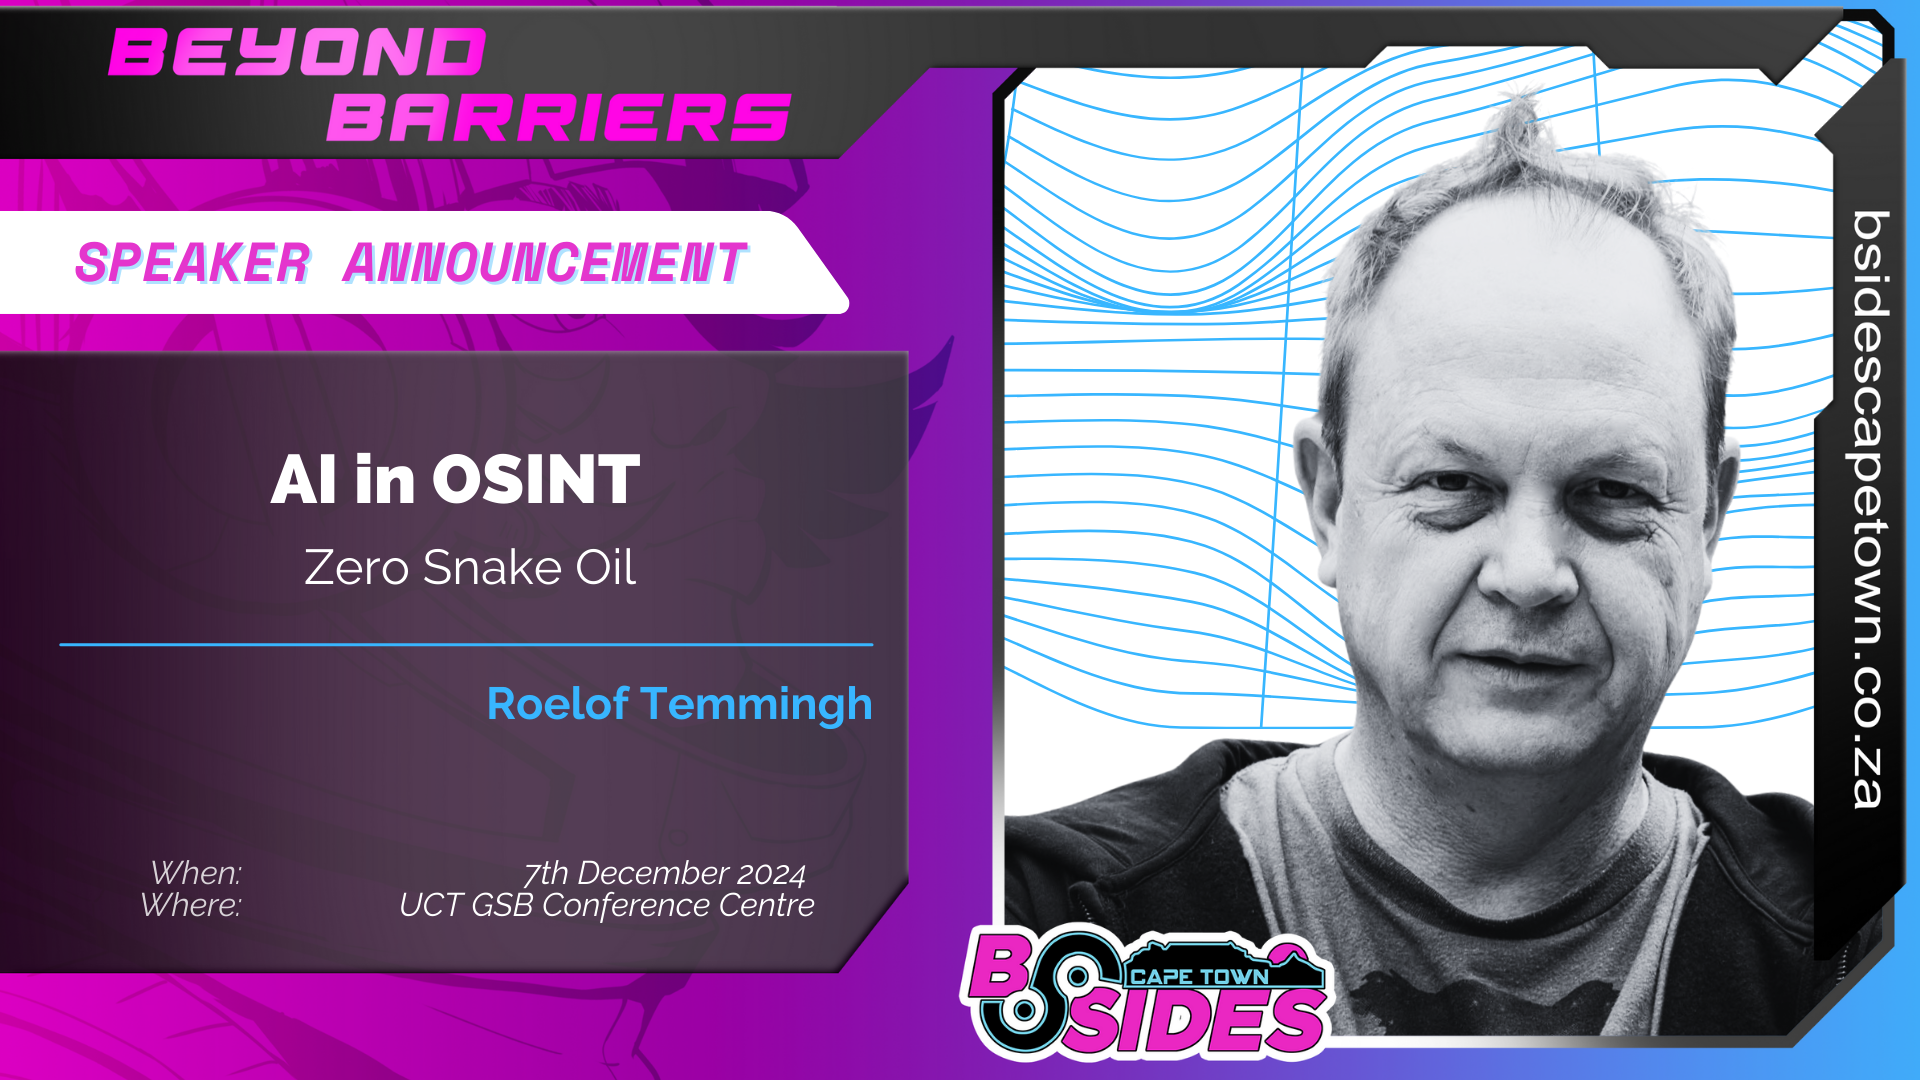 BEYOND
BARRIERS
SPEAKER ANNOUNCEMENT
AI in OSINT
Zero Snake Oil
Roelof Temmingh
When: 7th December 2024
Where: UCT GSB Conference Centre
bsidescapetown.co.za
B
CAPE TOWN
SIDES